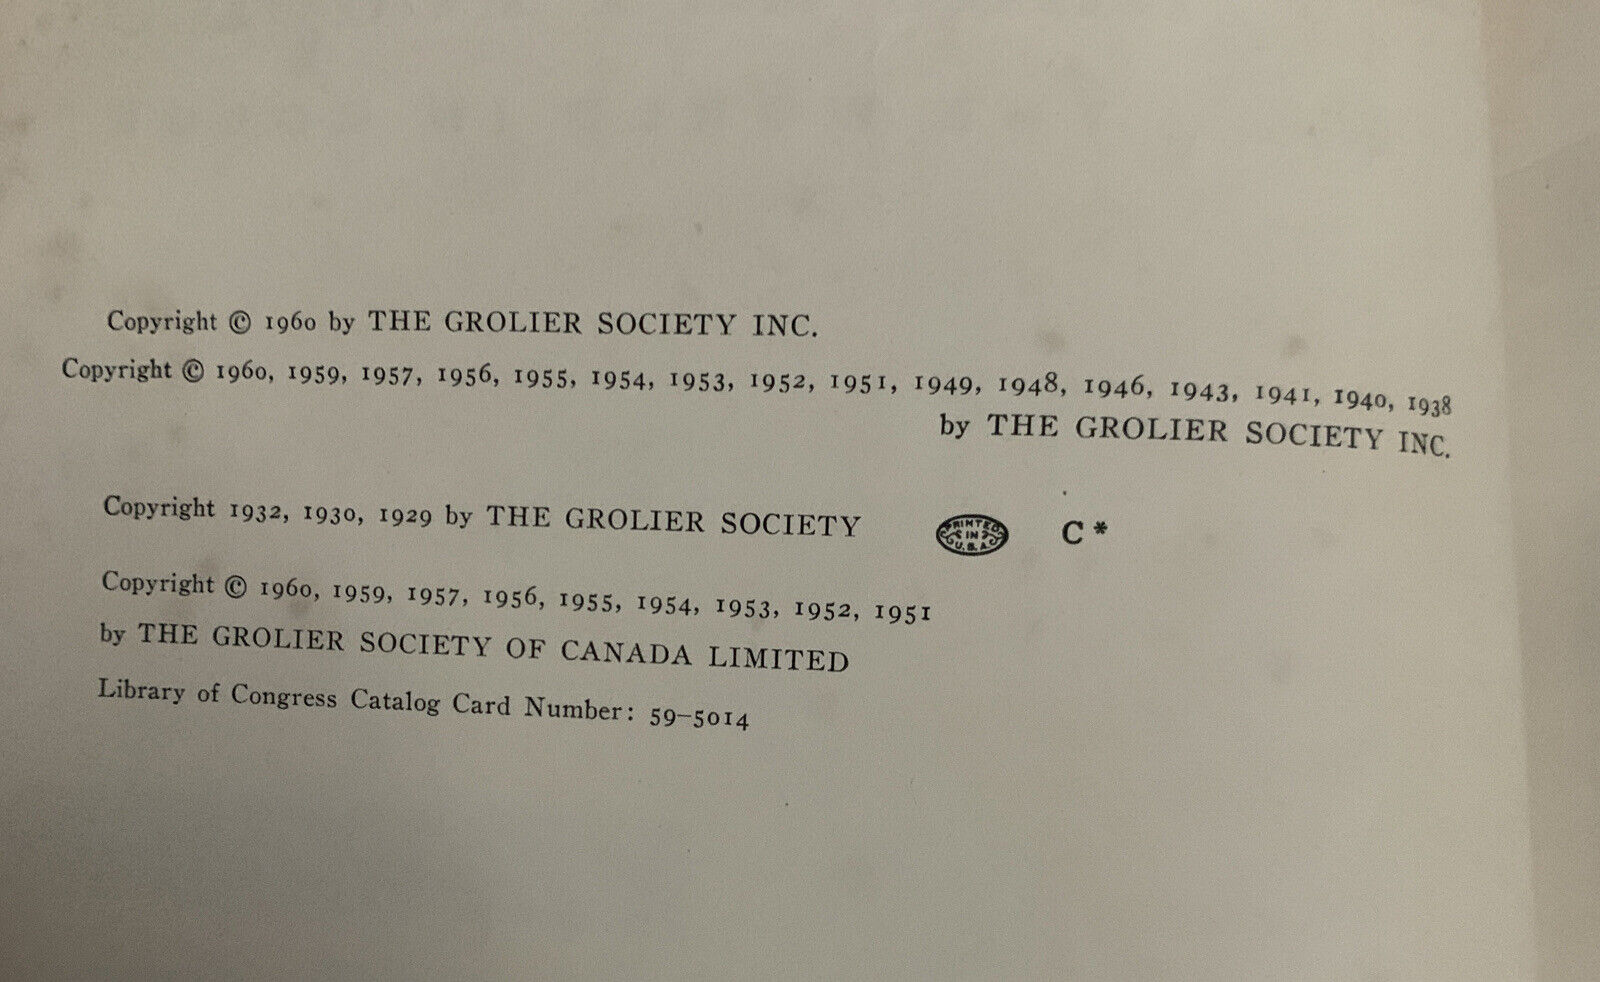 Copyright © 1960 by THE GROLIER SOCIETY INC.
Copyright © 1960, 1959, 1957, 1956, 1955, 1954, 1953, 1952, 1951, 1949, 1948, 1946, 1943, 1941, 1940, 1938
by THE GROLIER SOCIETY INC.
Copyright 1932, 1930, 1929 by THE GROLIER SOCIETY
PRINTED
IN
U.S.A.
C *
Copyright © 1960, 1959, 1957, 1956, 1955, 1954, 1953, 1952, 1951
by THE GROLIER SOCIETY OF CANADA LIMITED
Library of Congress Catalog Card Number: 59–5014